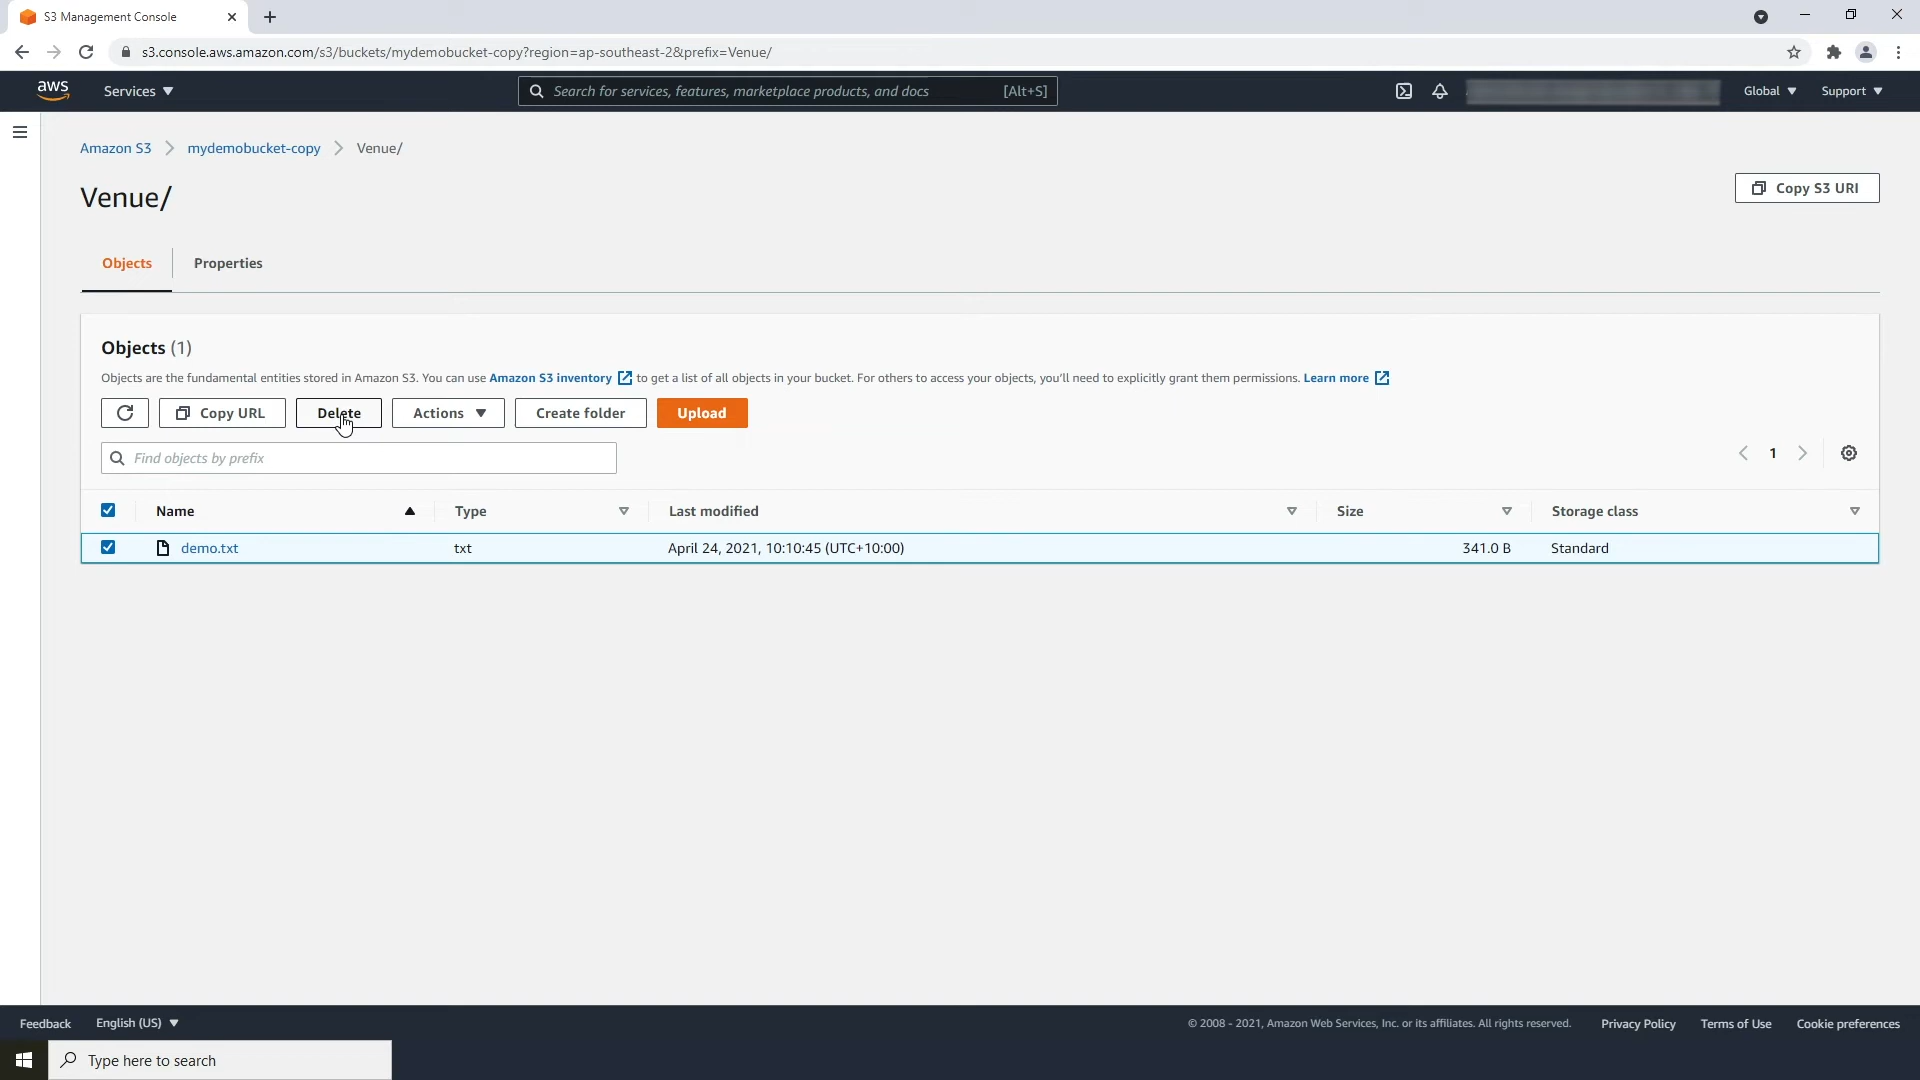 S3 Management Console
s3.console.aws.amazon.com/s3/buckets/mydemobucket-copy?region=ap-southeast-2&prefix=Venue/
aws Services Search for services, features, marketplace products, and docs [Alt+S] Global Support
Amazon S3 mydemobucket-copy Venue/
Venue/
Copy S3 URI
Objects Properties
Objects (1)
Objects are the fundamental entities stored in Amazon S3. You can use Amazon S3 inventory to get a list of all objects in your bucket. For others to access your objects, you'll need to explicitly grant them permissions. Learn more
Copy URL Delete Actions Create folder Upload
Find objects by prefix
1
Name Type Last modified Size Storage class
demo.txt txt April 24, 2021, 10:10:45 (UTC+10:00) 341.0 B Standard
Feedback English (US) © 2008 - 2021, Amazon Web Services, Inc. or its affiliates. All rights reserved. Privacy Policy Terms of Use Cookie preferences
Type here to search